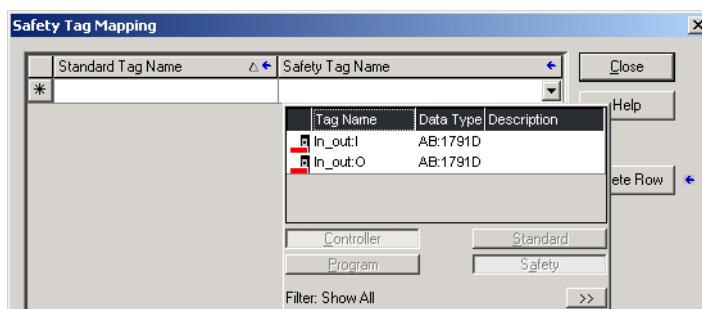 Safety Tag Mapping
Standard Tag Name Safety Tag Name
Close
Help
Tag Name Data Type Description
In_out:I AB:1791D
In_out:O AB:1791D
ete Row
Controller Standard
Program Safety
Filter: Show All >>